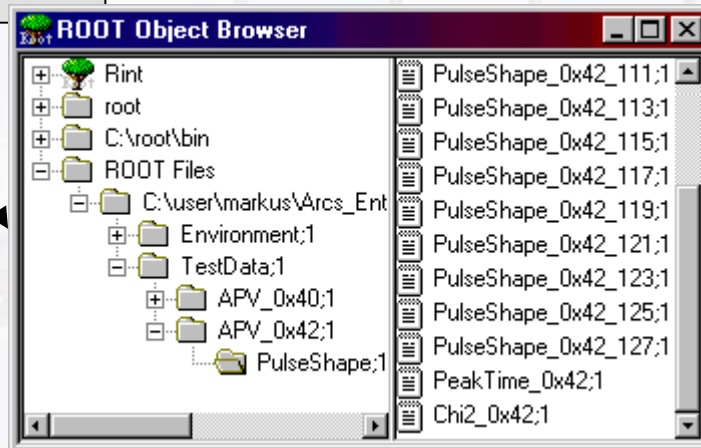 ROOT Object Browser
Rint
root
C:\root\bin
ROOT Files
C:\user\markus\Arcs_Ent
Environment;1
TestData;1
APV_0x40;1
APV_0x42;1
PulseShape;1
PulseShape_0x42_111;1
PulseShape_0x42_113;1
PulseShape_0x42_115;1
PulseShape_0x42_117;1
PulseShape_0x42_119;1
PulseShape_0x42_121;1
PulseShape_0x42_123;1
PulseShape_0x42_125;1
PulseShape_0x42_127;1
PeakTime_0x42;1
Chi2_0x42;1